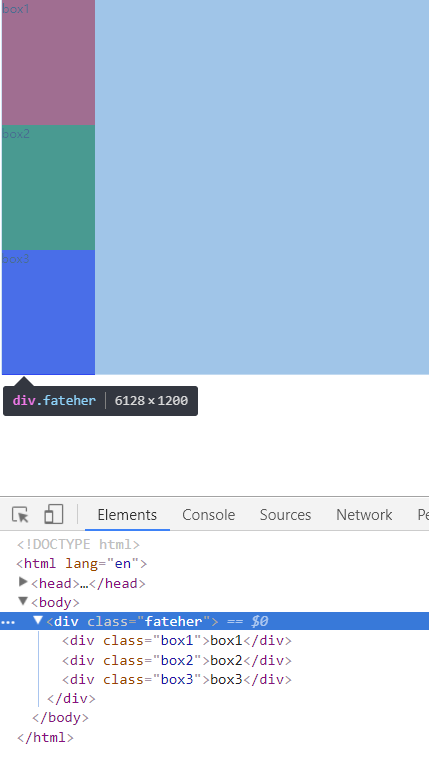 box1
box2
box3
div.fateher | 6128×1200
Elements Console Sources Network Pe
<!DOCTYPE html>
<html lang="en">
▶<head>…</head>
▼<body>
… ▼<div class="fateher"> == $0
<div class="box1">box1</div>
<div class="box2">box2</div>
<div class="box3">box3</div>
</div>
</body>
</html>